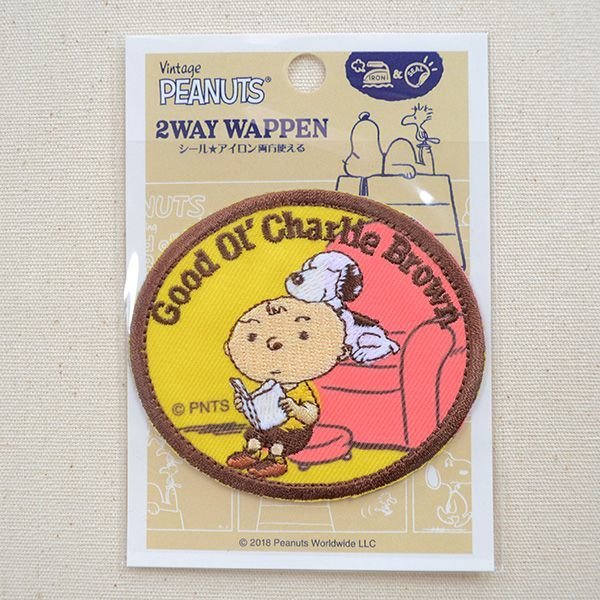 Vintage
PEANUTS®
IRON & SEAL
2WAY WAPPEN
シール★アイロン両方使える
NUTS
Good Ol' Charlie Brown
© PNTS
© 2018 Peanuts Worldwide LLC